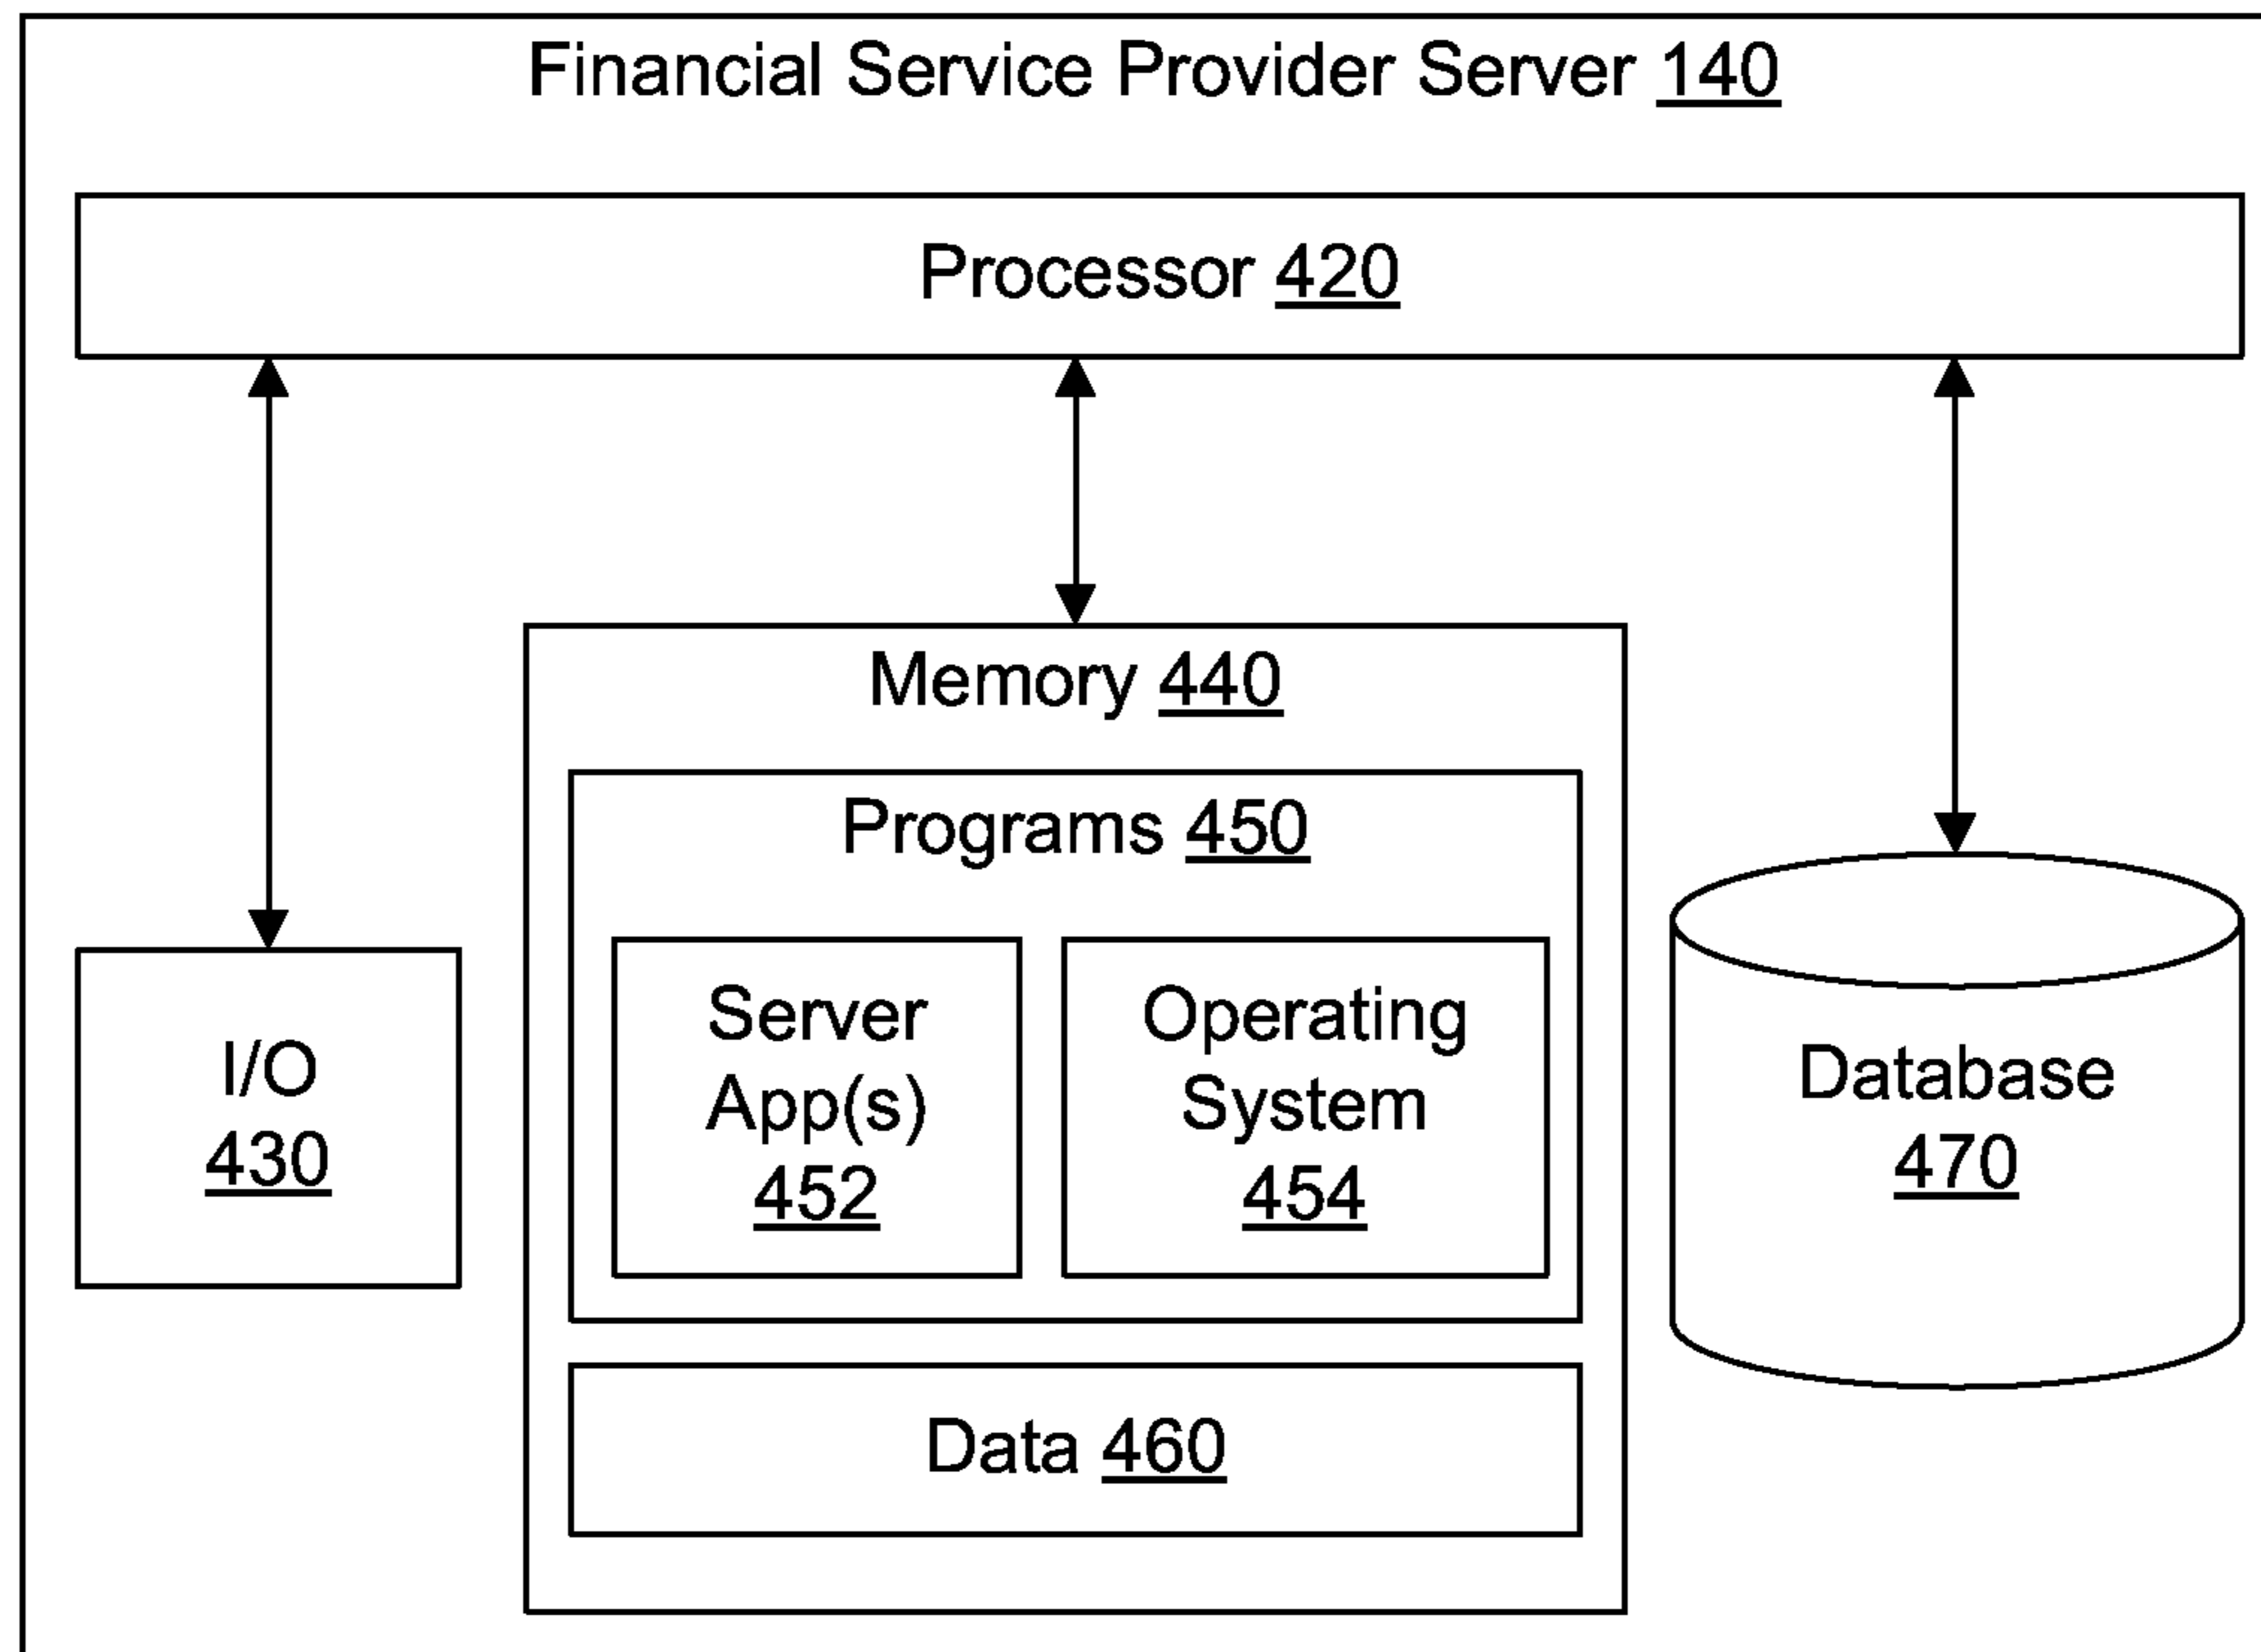 Financial Service Provider Server 140
Processor 420
Memory 440
Programs 450
Server
App(s)
452
Operating
System
454
I/O
430
Database
470
Data 460